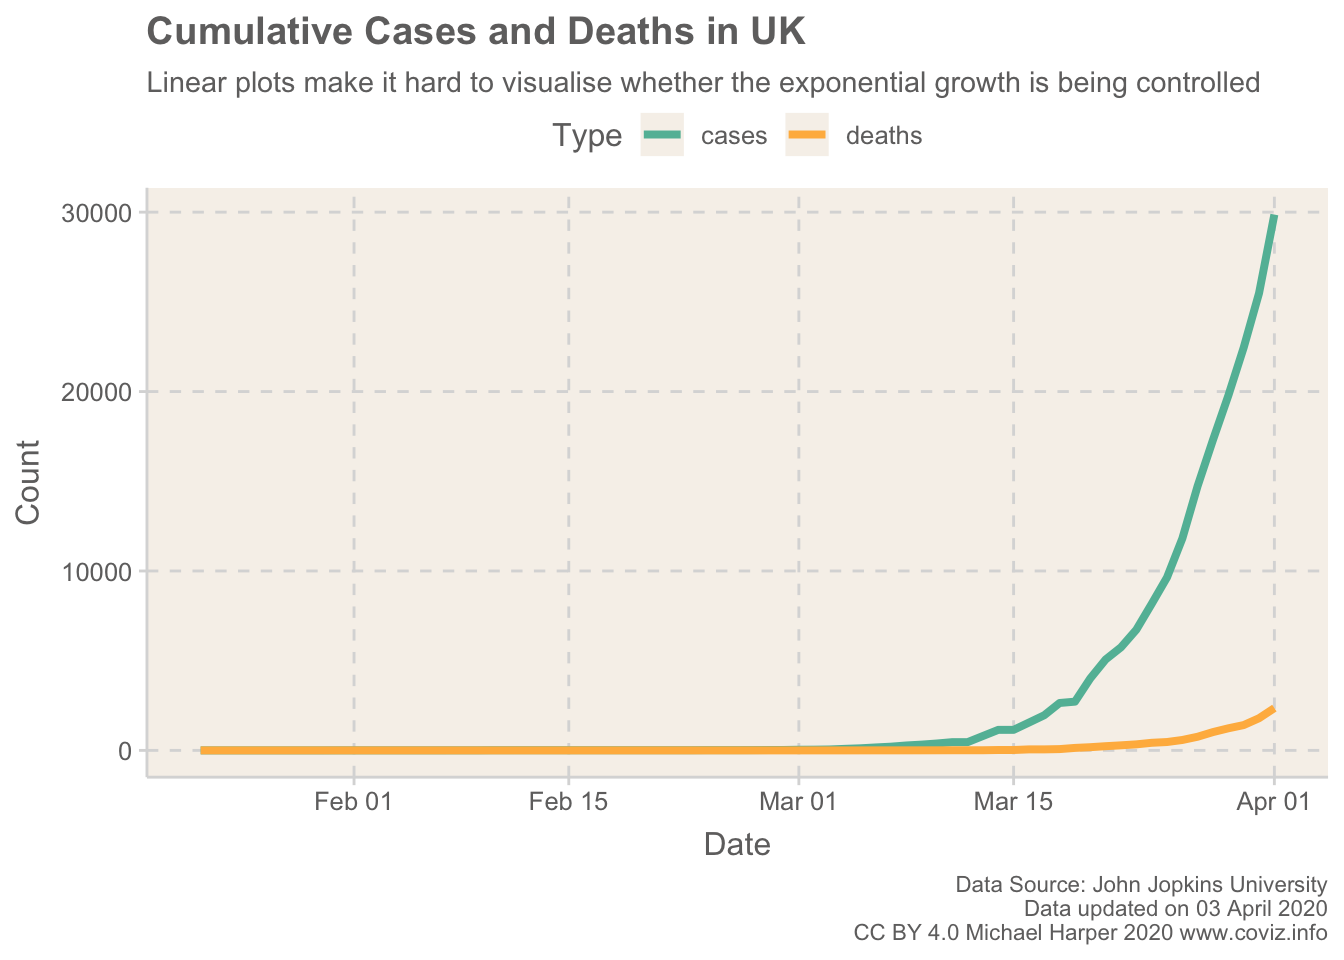 Cumulative Cases and Deaths in UK
Linear plots make it hard to visualise whether the exponential growth is being controlled
Type cases deaths
30000
20000
10000
0
Count
Feb 01 Feb 15 Mar 01 Mar 15 Apr 01
Date
Data Source: John Jopkins University
Data updated on 03 April 2020
CC BY 4.0 Michael Harper 2020 www.coviz.info